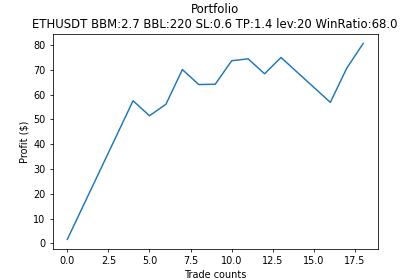 Portfolio
ETHUSDT BBM:2.7 BBL:220 SL:0.6 TP:1.4 lev:20 WinRatio:68.0
80
70
60
50
40
30
20
10
0
Profit ($)
0.0 2.5 5.0 7.5 10.0 12.5 15.0 17.5
Trade counts